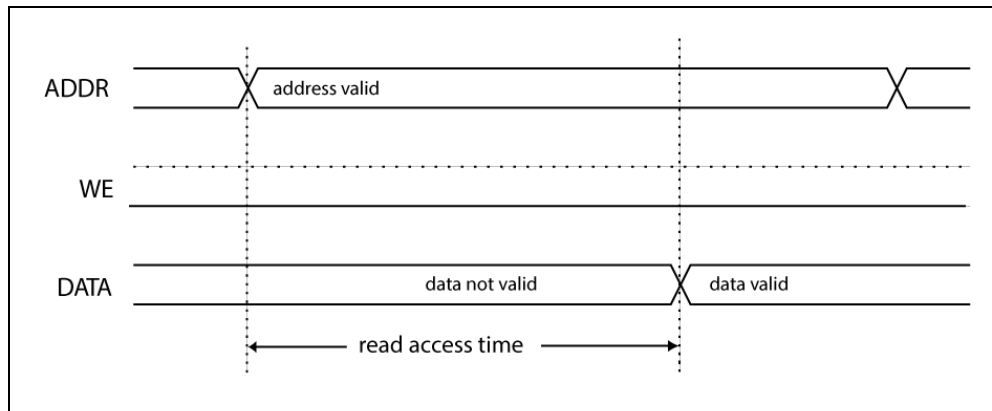 ADDR
address valid
WE
DATA
data not valid
data valid
read access time